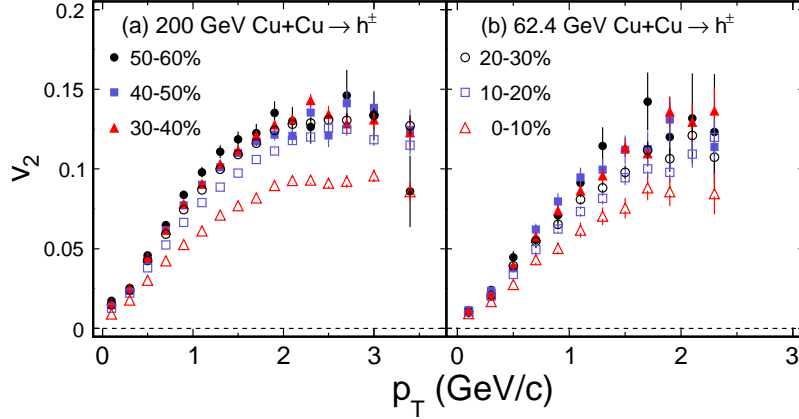 (a) 200 GeV Cu+Cu → h±
(b) 62.4 GeV Cu+Cu → h±
50-60%
40-50%
30-40%
20-30%
10-20%
0-10%
v2
0.15
0.1
0.05
0
0 1 2 3
0 1 2 3
pT (GeV/c)